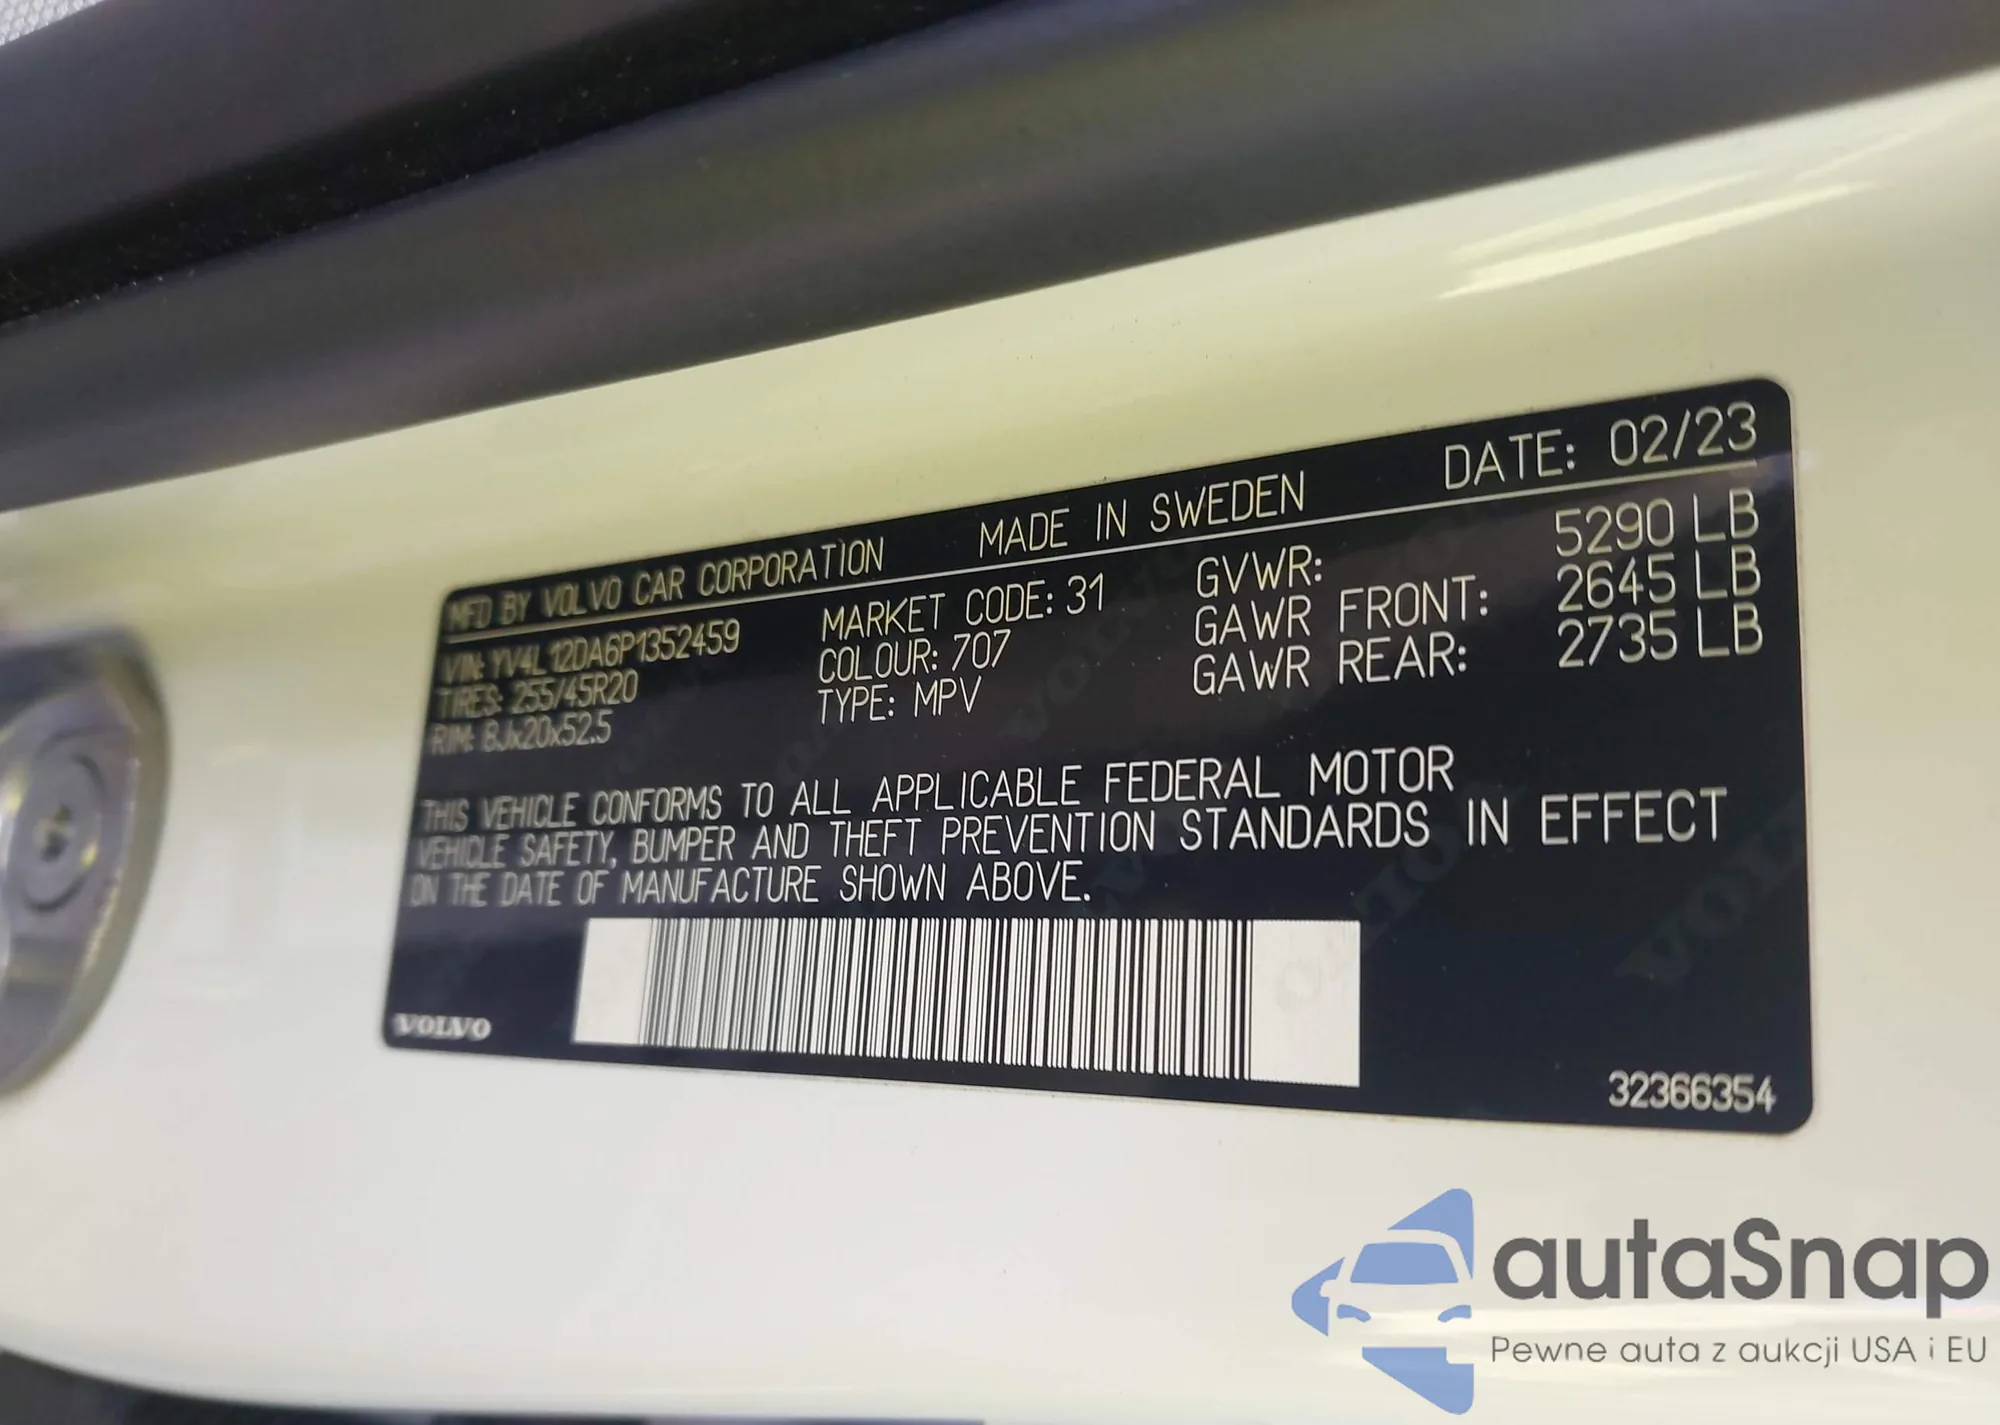 MFD BY VOLVO CAR CORPORATION MADE IN SWEDEN DATE: 02/23
VIN: YV4L12DA6P1352459 MARKET CODE: 31 GVWR: 5290 LB
TIRES: 255/45R20 COLOUR: 707 GAWR FRONT: 2645 LB
RIM: 8Jx20x52.5 TYPE: MPV GAWR REAR: 2735 LB
THIS VEHICLE CONFORMS TO ALL APPLICABLE FEDERAL MOTOR
VEHICLE SAFETY, BUMPER AND THEFT PREVENTION STANDARDS IN EFFECT
ON THE DATE OF MANUFACTURE SHOWN ABOVE.
VOLVO
32366354
autaSnap
Pewne auta z aukcji USA i EU